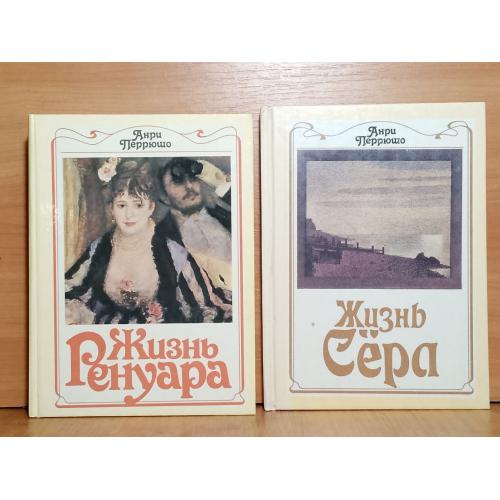 Анри
Перрюшо
Жизнь
Ренуара
Анри
Перрюшо
Жизнь
Сёра